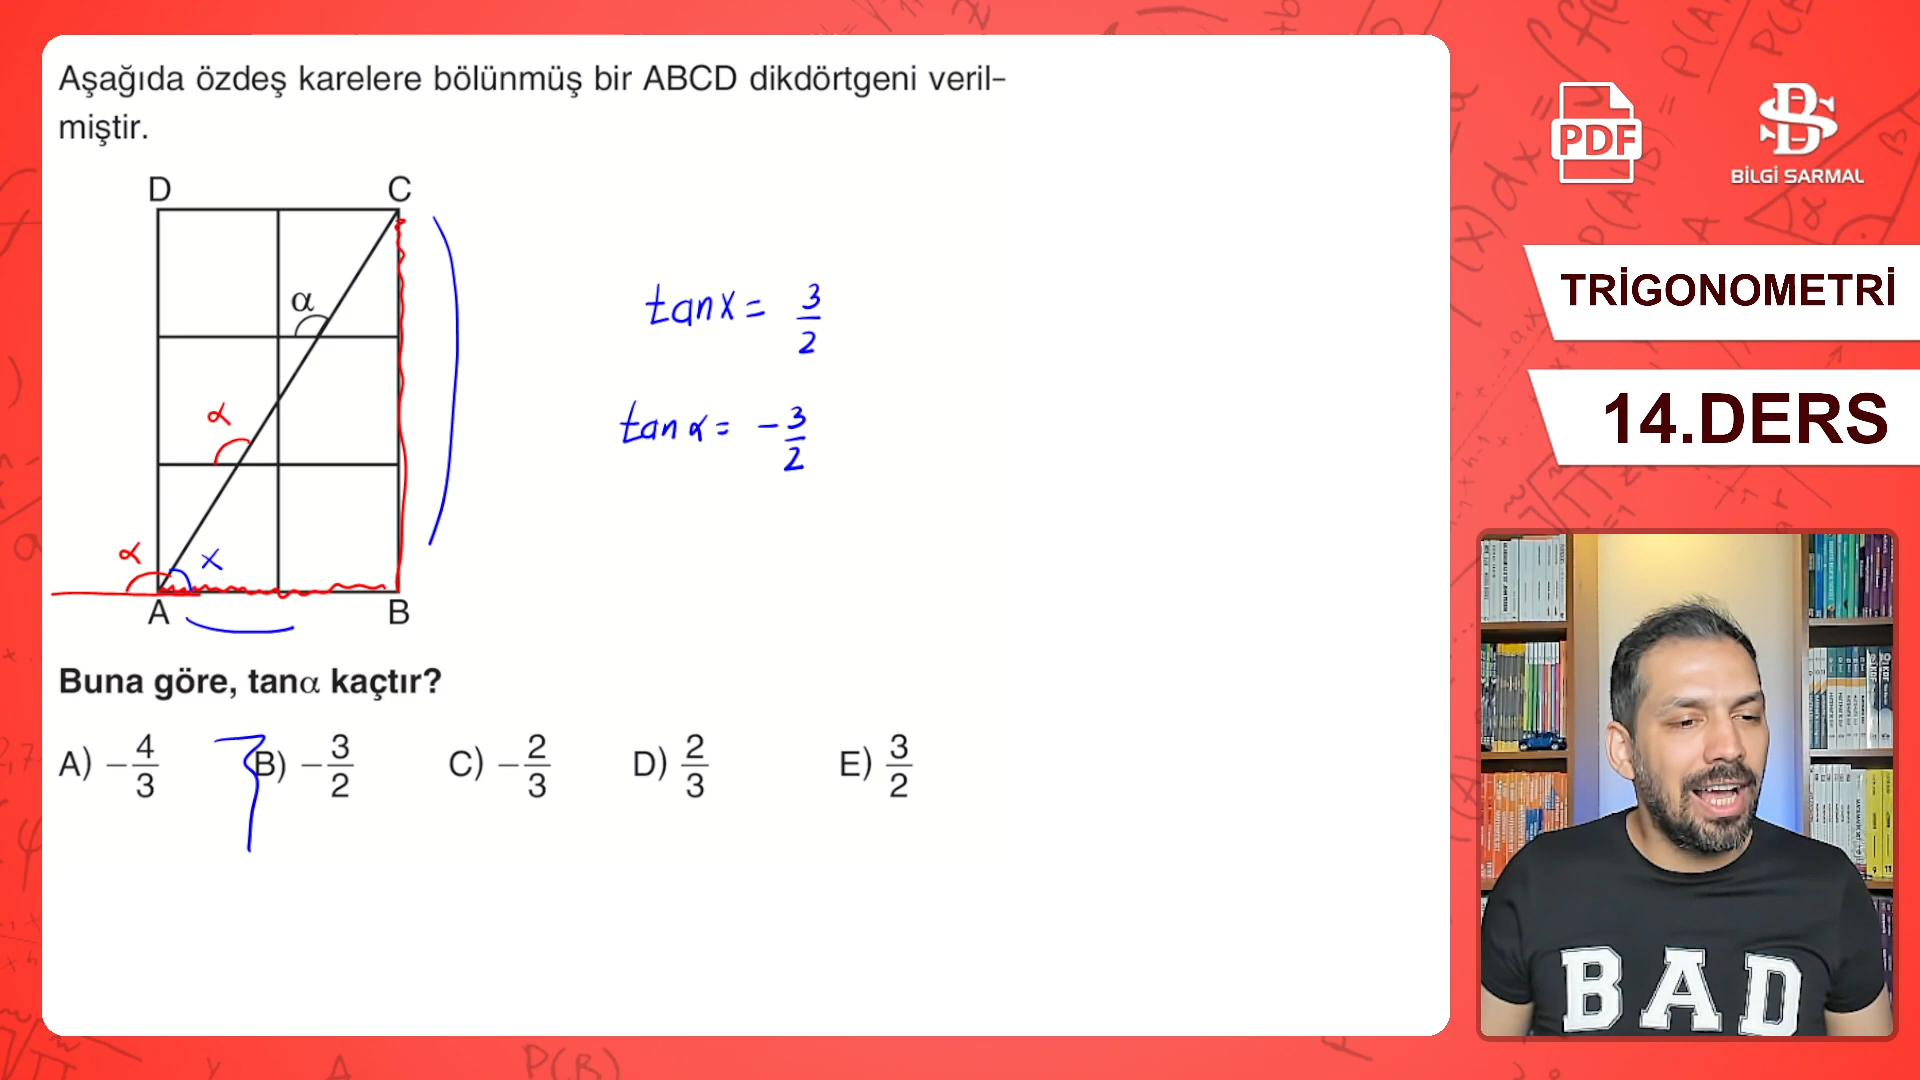 Aşağıda özdeş karelere bölünmüş bir ABCD dikdörtgeni veril-
miştir.
D C
α
α
α x
A B
tanx = 3/2
tan α = -3/2
Buna göre, tanα kaçtır?
A) -4/3 B) -3/2 C) -2/3 D) 2/3 E) 3/2
PDF
BİLGİ SARMAL
TRİGONOMETRİ
14.DERS
BAD
P(B)